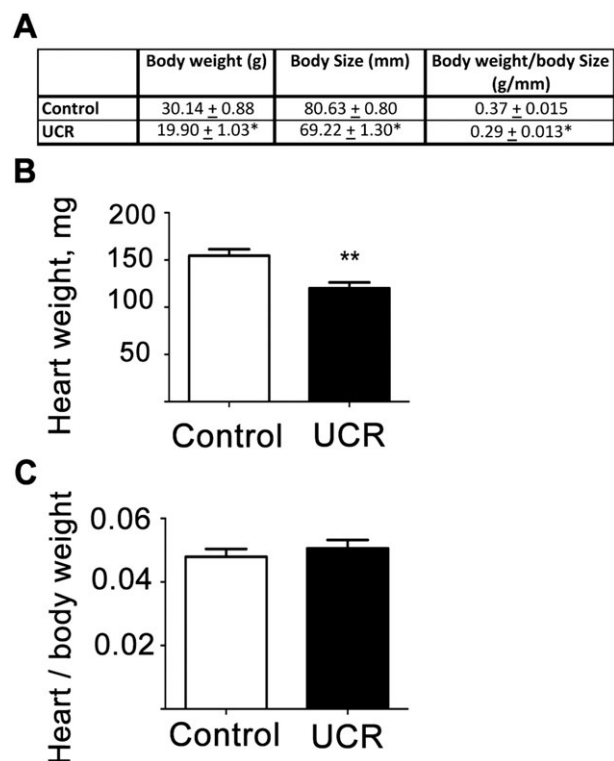 A
Body weight (g) Body Size (mm) Body weight/body Size (g/mm)
Control 30.14 ± 0.88 80.63 ± 0.80 0.37 ± 0.015
UCR 19.90 ± 1.03* 69.22 ± 1.30* 0.29 ± 0.013*
B
Heart weight, mg
200
150
100
50
**
Control UCR
C
Heart / body weight
0.06
0.04
0.02
Control UCR